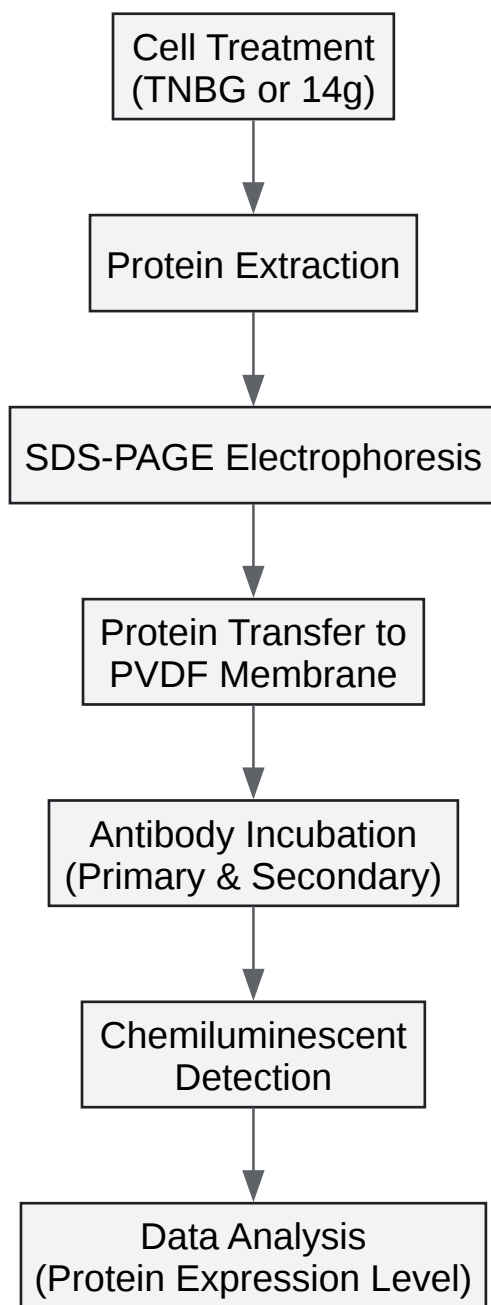 Cell Treatment
(TNBG or 14g)
Protein Extraction
SDS-PAGE Electrophoresis
Protein Transfer to
PVDF Membrane
Antibody Incubation
(Primary & Secondary)
Chemiluminescent
Detection
Data Analysis
(Protein Expression Level)